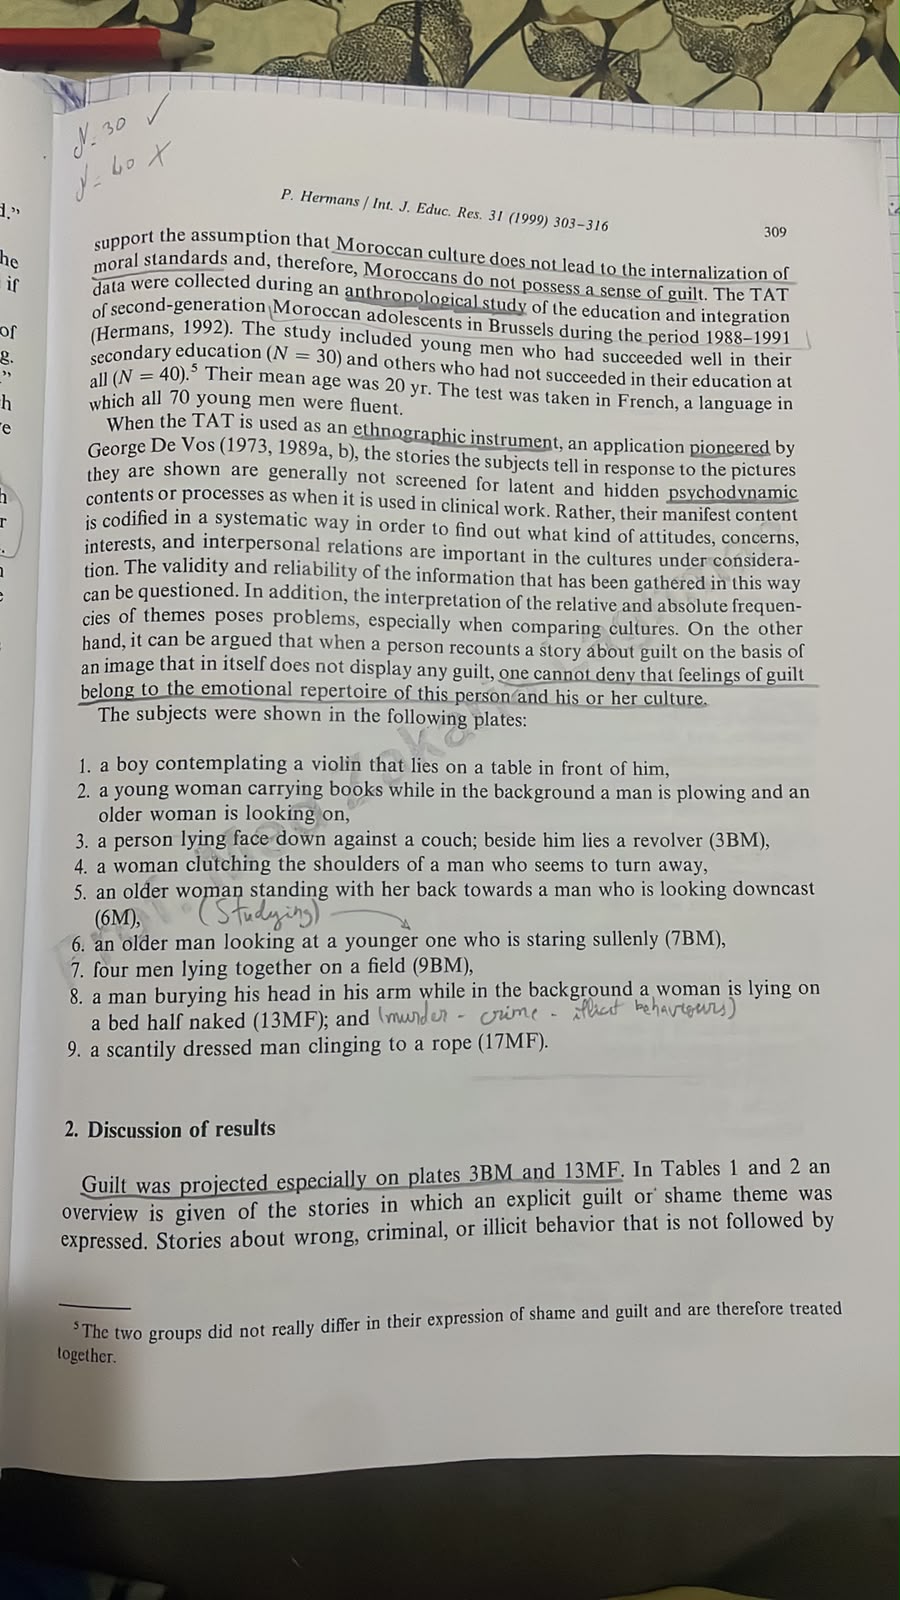 N=30 ✓
N=40 X
P. Hermans / Int. J. Educ. Res. 31 (1999) 303–316
309
support the assumption that Moroccan culture does not lead to the internalization of
moral standards and, therefore, Moroccans do not possess a sense of guilt. The TAT
data were collected during an anthropological study of the education and integration
of second-generation Moroccan adolescents in Brussels during the period 1988–1991
(Hermans, 1992). The study included young men who had succeeded well in their
secondary education (N = 30) and others who had not succeeded in their education at
all (N = 40).⁵ Their mean age was 20 yr. The test was taken in French, a language in
which all 70 young men were fluent.
When the TAT is used as an ethnographic instrument, an application pioneered by
George De Vos (1973, 1989a, b), the stories the subjects tell in response to the pictures
they are shown are generally not screened for latent and hidden psychodynamic
contents or processes as when it is used in clinical work. Rather, their manifest content
is codified in a systematic way in order to find out what kind of attitudes, concerns,
interests, and interpersonal relations are important in the cultures under considera-
tion. The validity and reliability of the information that has been gathered in this way
can be questioned. In addition, the interpretation of the relative and absolute frequen-
cies of themes poses problems, especially when comparing cultures. On the other
hand, it can be argued that when a person recounts a story about guilt on the basis of
an image that in itself does not display any guilt, one cannot deny that feelings of guilt
belong to the emotional repertoire of this person and his or her culture.
The subjects were shown in the following plates:
1. a boy contemplating a violin that lies on a table in front of him,
2. a young woman carrying books while in the background a man is plowing and an
older woman is looking on,
3. a person lying face down against a couch; beside him lies a revolver (3BM),
4. a woman clutching the shoulders of a man who seems to turn away,
5. an older woman standing with her back towards a man who is looking downcast
(6M), (Studying)
6. an older man looking at a younger one who is staring sullenly (7BM),
7. four men lying together on a field (9BM),
8. a man burying his head in his arm while in the background a woman is lying on
a bed half naked (13MF); and (murder - crime - illicit behaviours)
9. a scantily dressed man clinging to a rope (17MF).
2. Discussion of results
Guilt was projected especially on plates 3BM and 13MF. In Tables 1 and 2 an
overview is given of the stories in which an explicit guilt or shame theme was
expressed. Stories about wrong, criminal, or illicit behavior that is not followed by
⁵The two groups did not really differ in their expression of shame and guilt and are therefore treated
together.